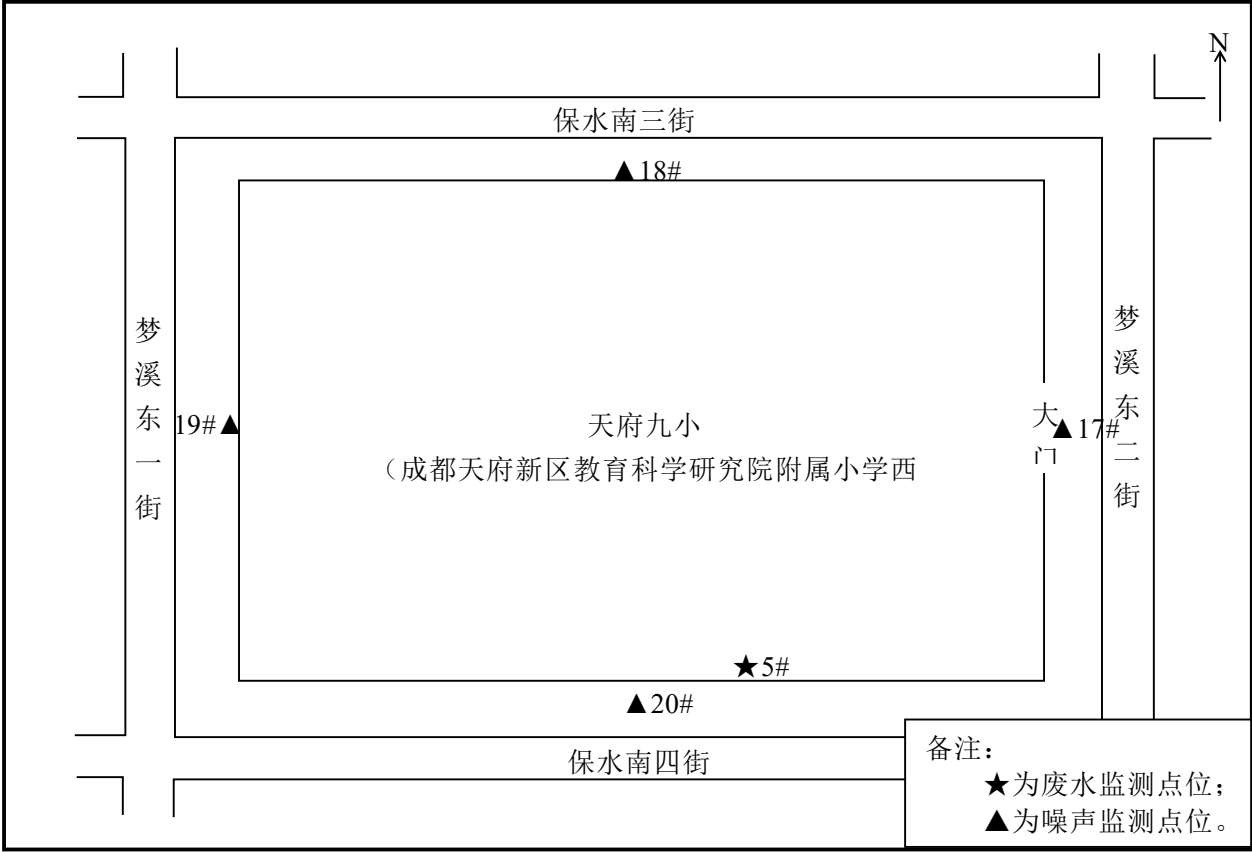 N
保水南三街
▲18#
梦溪东一街
梦溪东二街
19#▲
天府九小
大门
▲17#
（成都天府新区教育科学研究院附属小学西
★5#
▲20#
保水南四街
备注：
★为废水监测点位；
▲为噪声监测点位。